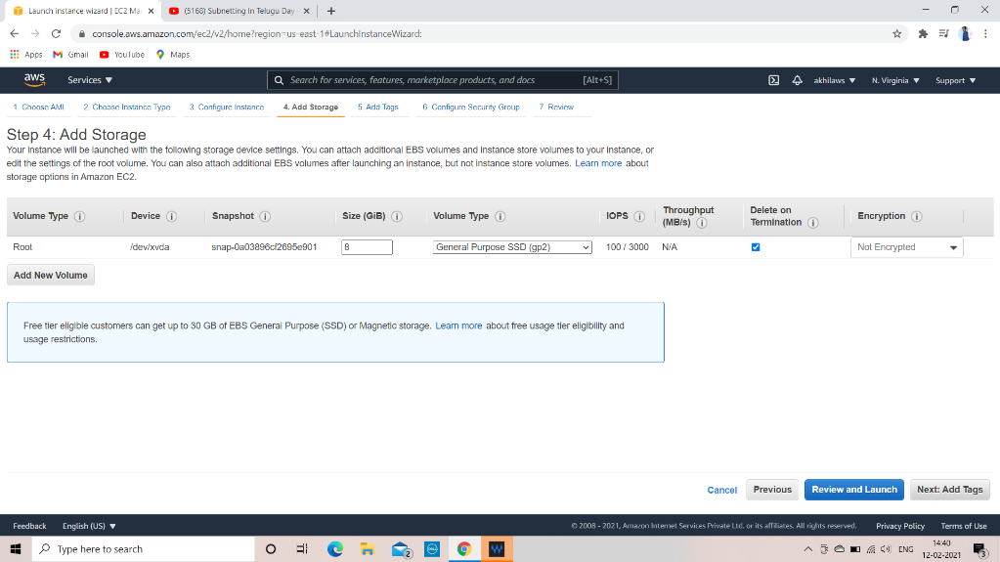 Launch instance wizard | EC2 Ma
(5168) Subnetting In Telugu Day
console.aws.amazon.com/ec2/v2/home?region=us-east-1#LaunchInstanceWizard:
Apps Gmail YouTube Maps
aws Services Search for services, features, marketplace products, and docs [Alt+S] akhilaws N. Virginia Support
1. Choose AMI 2. Choose Instance Type 3. Configure Instance 4. Add Storage 5. Add Tags 6. Configure Security Group 7. Review
Step 4: Add Storage
Your instance will be launched with the following storage device settings. You can attach additional EBS volumes and instance store volumes to your instance, or
edit the settings of the root volume. You can also attach additional EBS volumes after launching an instance, but not instance store volumes. Learn more about
storage options in Amazon EC2.
Volume Type Device Snapshot Size (GiB) Volume Type IOPS Throughput (MB/s) Delete on Termination Encryption
Root /dev/xvda snap-0a03896cf2695e901 8 General Purpose SSD (gp2) 100 / 3000 N/A Not Encrypted
Add New Volume
Free tier eligible customers can get up to 30 GB of EBS General Purpose (SSD) or Magnetic storage. Learn more about free usage tier eligibility and
usage restrictions.
Cancel Previous Review and Launch Next: Add Tags
Feedback English (US) © 2008 - 2021, Amazon Internet Services Private Ltd. or its affiliates. All rights reserved. Privacy Policy Terms of Use
Type here to search 2 DELL ENG 14:40 3
12-02-2021